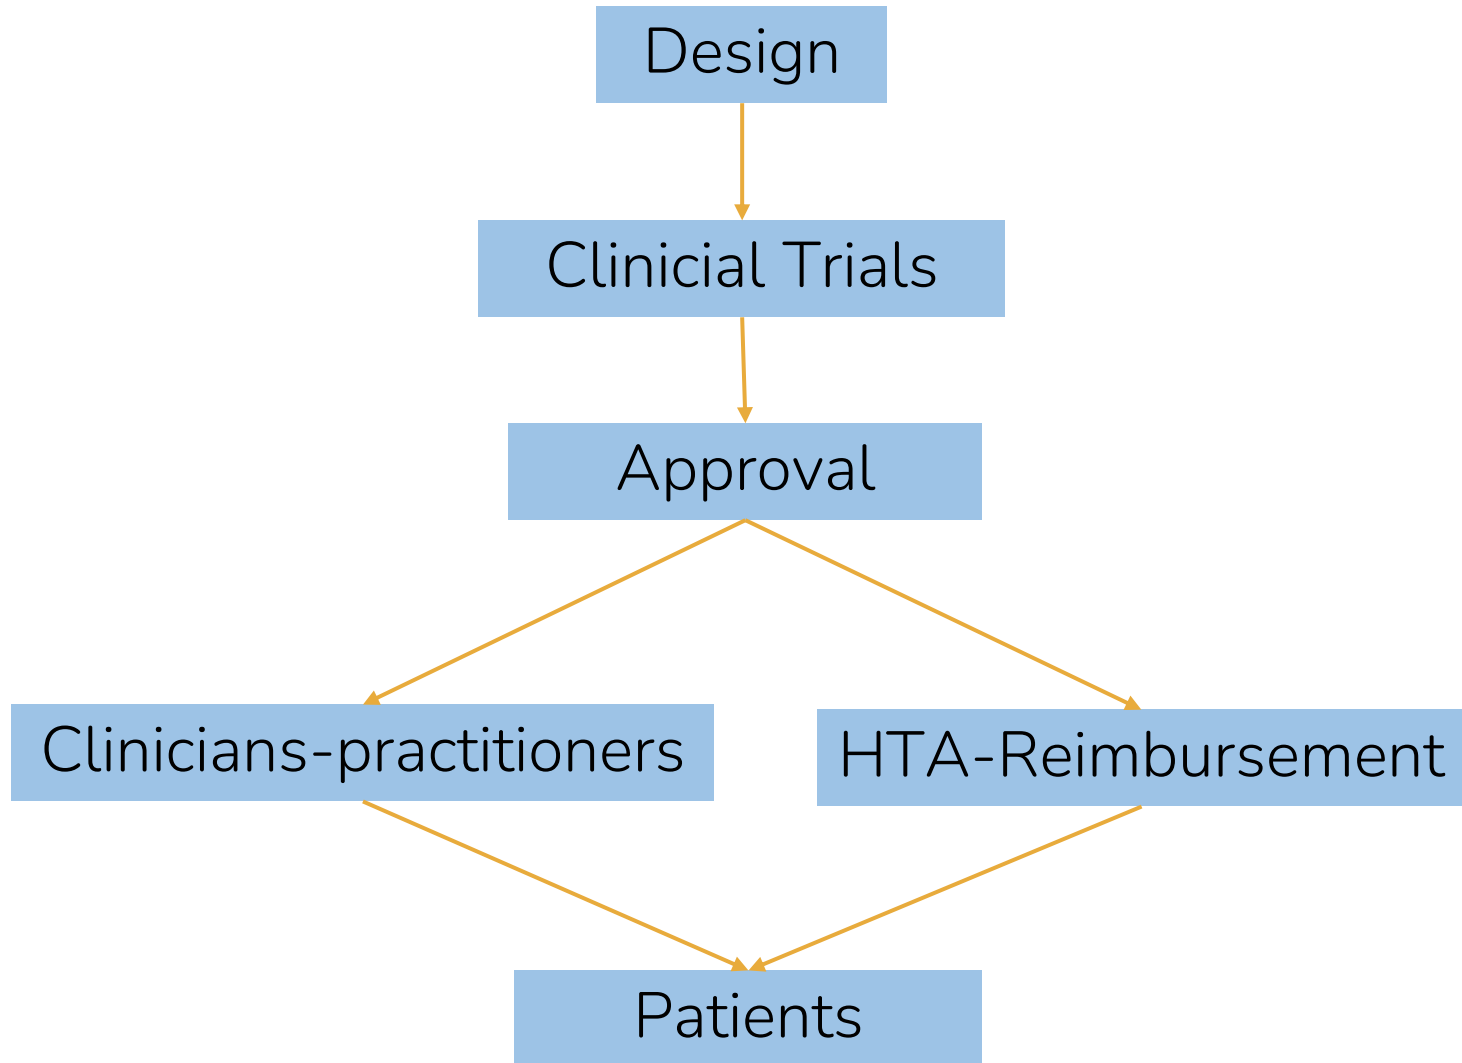 Design
Clinicial Trials
Approval
Clinicians-practitioners
HTA-Reimbursement
Patients